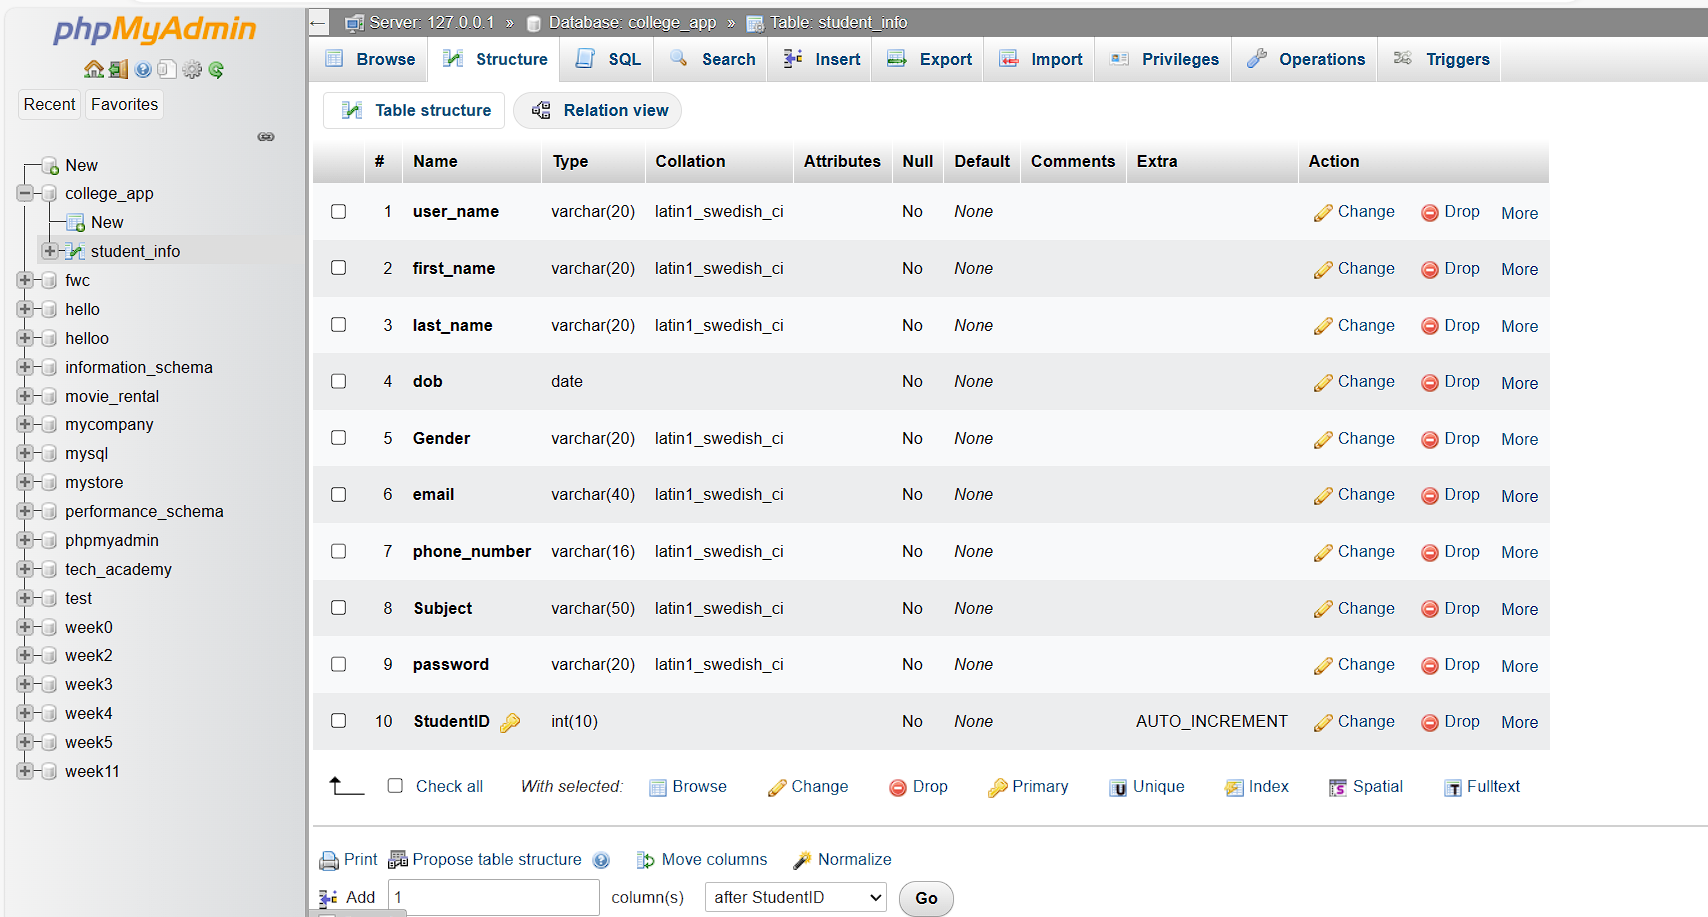 phpMyAdmin
Recent Favorites
New
college_app
New
student_info
fwc
hello
helloo
information_schema
movie_rental
mycompany
mysql
mystore
performance_schema
phpmyadmin
tech_academy
test
week0
week2
week3
week4
week5
week11
← Server: 127.0.0.1 » Database: college_app » Table: student_info
Browse Structure SQL Search Insert Export Import Privileges Operations Triggers
Table structure Relation view
# Name Type Collation Attributes Null Default Comments Extra Action
1 user_name varchar(20) latin1_swedish_ci No None Change Drop More
2 first_name varchar(20) latin1_swedish_ci No None Change Drop More
3 last_name varchar(20) latin1_swedish_ci No None Change Drop More
4 dob date No None Change Drop More
5 Gender varchar(20) latin1_swedish_ci No None Change Drop More
6 email varchar(40) latin1_swedish_ci No None Change Drop More
7 phone_number varchar(16) latin1_swedish_ci No None Change Drop More
8 Subject varchar(50) latin1_swedish_ci No None Change Drop More
9 password varchar(20) latin1_swedish_ci No None Change Drop More
10 StudentID int(10) No None AUTO_INCREMENT Change Drop More
Check all With selected: Browse Change Drop Primary Unique Index Spatial Fulltext
Print Propose table structure Move columns Normalize
Add 1 column(s) after StudentID Go